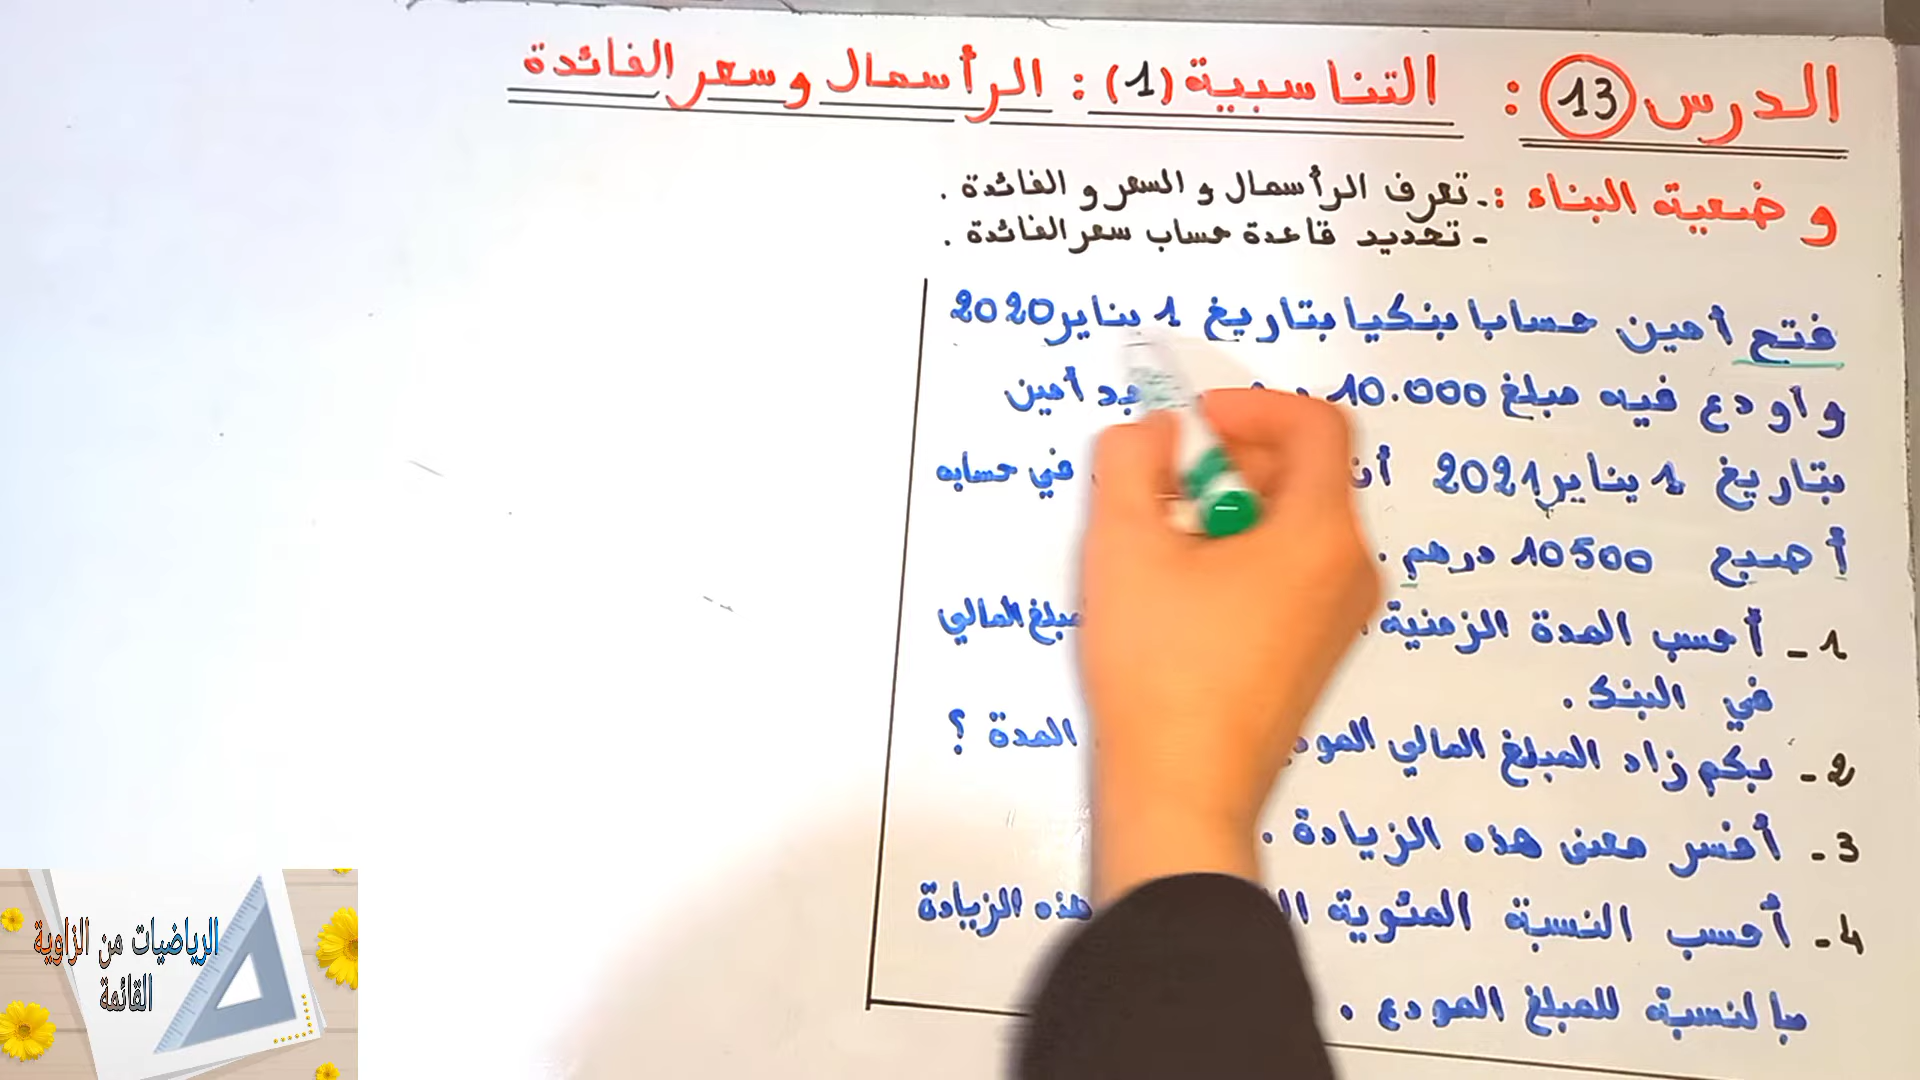 الدرس 13 : التناسبية (1) : الرأسمال و سعر الفائدة
وضعية البناء : - تعرف الرأسمال و السعر و الفائدة .
- تحديد قاعدة حساب سعر الفائدة .
فتح أمين حسابا بنكيا بتاريخ 1 يناير 2020
وأودع فيه مبلغ 10.000 أمين
بتاريخ 1 يناير 2021 في حسابه
أصبح 10500 درهم .
1 - أحسب المدة الزمنية المالي
في البنك .
2 - بكم زاد المبلغ المالي المدة ؟
3 - أفسر معنى هذه الزيادة .
4 - أحسب النسبة المئوية هذه الزيادة
بالنسبة للمبلغ المودع .
الرياضيات من الزاوية
القائمة